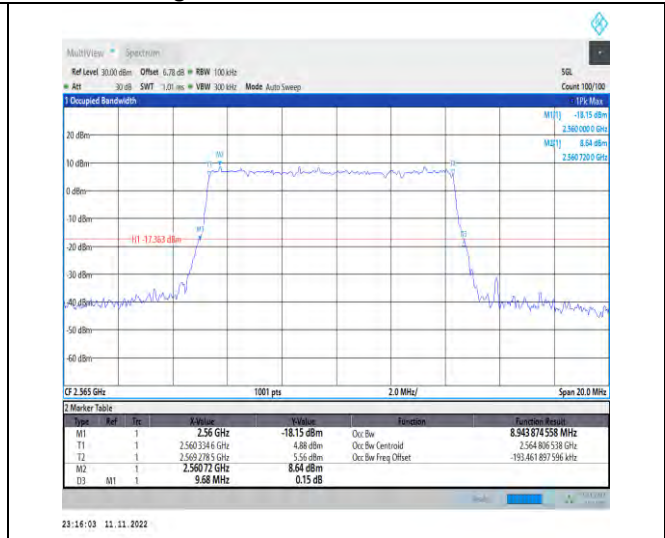 MultiView Spectrum
Ref Level 30.00 dBm Offset 6.78 dB RBW 100 kHz SGL
Att 30 dB SWT 1.01 ms VBW 300 kHz Mode Auto Sweep Count 100/100
1 Occupied Bandwidth 1Pk Max
M1[1] -18.15 dBm
2.560 000 0 GHz
M2[1] 8.64 dBm
2.560 720 0 GHz
20 dBm
10 dBm
0 dBm
-10 dBm
-20 dBm
-30 dBm
-40 dBm
-50 dBm
-60 dBm
M2
T1
T2
M1
D3
H1 -17.363 dBm
CF 2.565 GHz 1001 pts 2.0 MHz/ Span 20.0 MHz
2 Marker Table
Type Ref Trc X-Value Y-Value Function Function Result
M1 1 2.56 GHz -18.15 dBm Occ Bw 8.943 874 558 MHz
T1 1 2.560 334 6 GHz 4.88 dBm Occ Bw Centroid 2.564 806 538 GHz
T2 1 2.569 278 5 GHz 5.56 dBm Occ Bw Freq Offset -193.461 897 596 kHz
M2 1 2.560 72 GHz 8.64 dBm
D3 M1 1 9.68 MHz 0.15 dB
23:16:03 11.11.2022